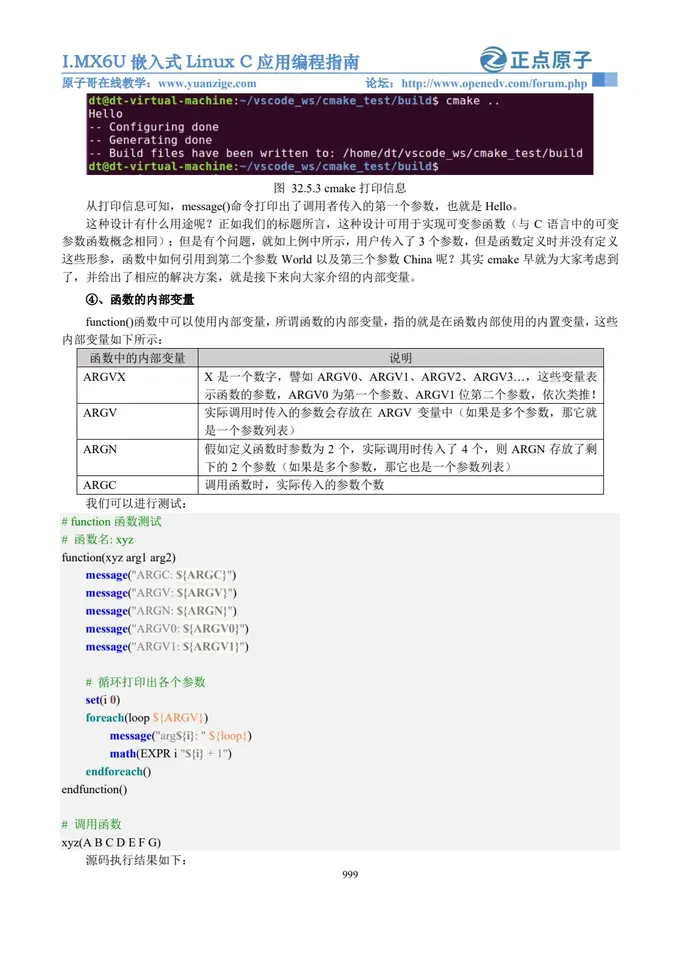 I.MX6U 嵌入式 Linux C 应用编程指南
正点原子
原子哥在线教学：www.yuanzige.com 论坛：http://www.openedv.com/forum.php
dt@dt-virtual-machine:~/vscode_ws/cmake_test/build$ cmake ..
Hello
-- Configuring done
-- Generating done
-- Build files have been written to: /home/dt/vscode_ws/cmake_test/build
dt@dt-virtual-machine:~/vscode_ws/cmake_test/build$
图 32.5.3 cmake 打印信息
从打印信息可知，message()命令打印出了调用者传入的第一个参数，也就是 Hello。
这种设计有什么用途呢？正如我们的标题所言，这种设计可用于实现可变参函数（与 C 语言中的可变
参数函数概念相同）；但是有个问题，就如上例中所示，用户传入了 3 个参数，但是函数定义时并没有定义
这些形参，函数中如何引用到第二个参数 World 以及第三个参数 China 呢？其实 cmake 早就为大家考虑到
了，并给出了相应的解决方案，就是接下来向大家介绍的内部变量。
④、函数的内部变量
function()函数中可以使用内部变量，所谓函数的内部变量，指的就是在函数内部使用的内置变量，这些
内部变量如下所示：
函数中的内部变量 说明
ARGVX X 是一个数字，譬如 ARGV0、ARGV1、ARGV2、ARGV3…，这些变量表
示函数的参数，ARGV0 为第一个参数、ARGV1 位第二个参数，依次类推！
ARGV 实际调用时传入的参数会存放在 ARGV 变量中（如果是多个参数，那它就
是一个参数列表）
ARGN 假如定义函数时参数为 2 个，实际调用时传入了 4 个，则 ARGN 存放了剩
下的 2 个参数（如果是多个参数，那它也是一个参数列表）
ARGC 调用函数时，实际传入的参数个数
我们可以进行测试：
# function 函数测试
# 函数名: xyz
function(xyz arg1 arg2)
message("ARGC: ${ARGC}")
message("ARGV: ${ARGV}")
message("ARGN: ${ARGN}")
message("ARGV0: ${ARGV0}")
message("ARGV1: ${ARGV1}")
# 循环打印出各个参数
set(i 0)
foreach(loop ${ARGV})
message("arg${i}: " ${loop})
math(EXPR i "${i} + 1")
endforeach()
endfunction()
# 调用函数
xyz(A B C D E F G)
源码执行结果如下：
999